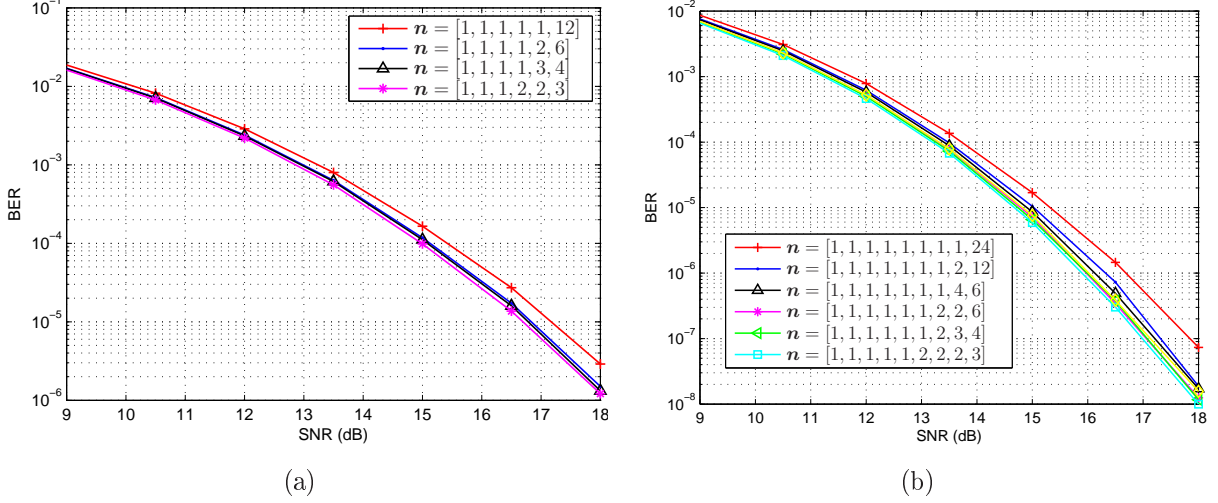 10⁻¹
10⁻²
10⁻³
10⁻⁴
10⁻⁵
10⁻⁶
BER
9 10 11 12 13 14 15 16 17 18
SNR (dB)
n = [1, 1, 1, 1, 1, 12]
n = [1, 1, 1, 1, 2, 6]
n = [1, 1, 1, 1, 3, 4]
n = [1, 1, 1, 2, 2, 3]
(a)
10⁻²
10⁻³
10⁻⁴
10⁻⁵
10⁻⁶
10⁻⁷
10⁻⁸
BER
9 10 11 12 13 14 15 16 17 18
SNR (dB)
n = [1, 1, 1, 1, 1, 1, 1, 1, 24]
n = [1, 1, 1, 1, 1, 1, 1, 2, 12]
n = [1, 1, 1, 1, 1, 1, 1, 4, 6]
n = [1, 1, 1, 1, 1, 1, 2, 2, 6]
n = [1, 1, 1, 1, 1, 1, 2, 3, 4]
n = [1, 1, 1, 1, 1, 2, 2, 2, 3]
(b)